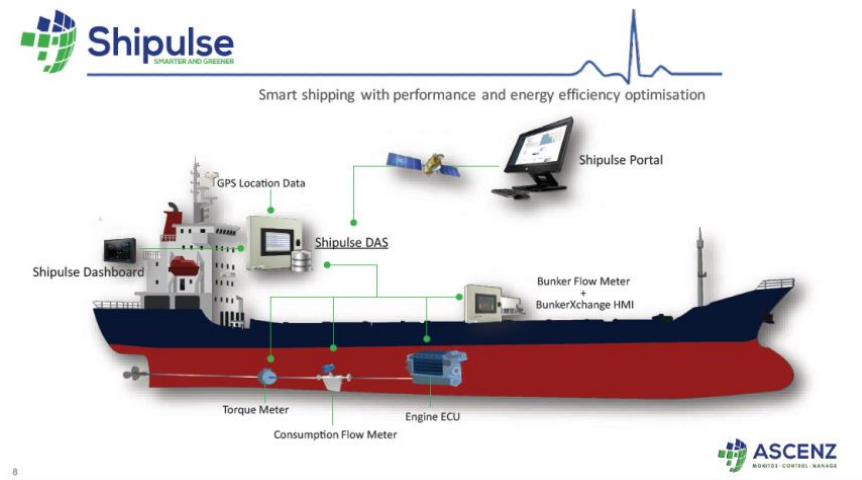 Shipulse
SMARTER AND GREENER
Smart shipping with performance and energy efficiency optimisation
Shipulse Portal
GPS Location Data
Shipulse DAS
Shipulse Dashboard
Bunker Flow Meter
+
BunkerXchange HMI
Torque Meter
Engine ECU
Consumption Flow Meter
ASCENZ
MONITOR · CONTROL · MANAGE
8